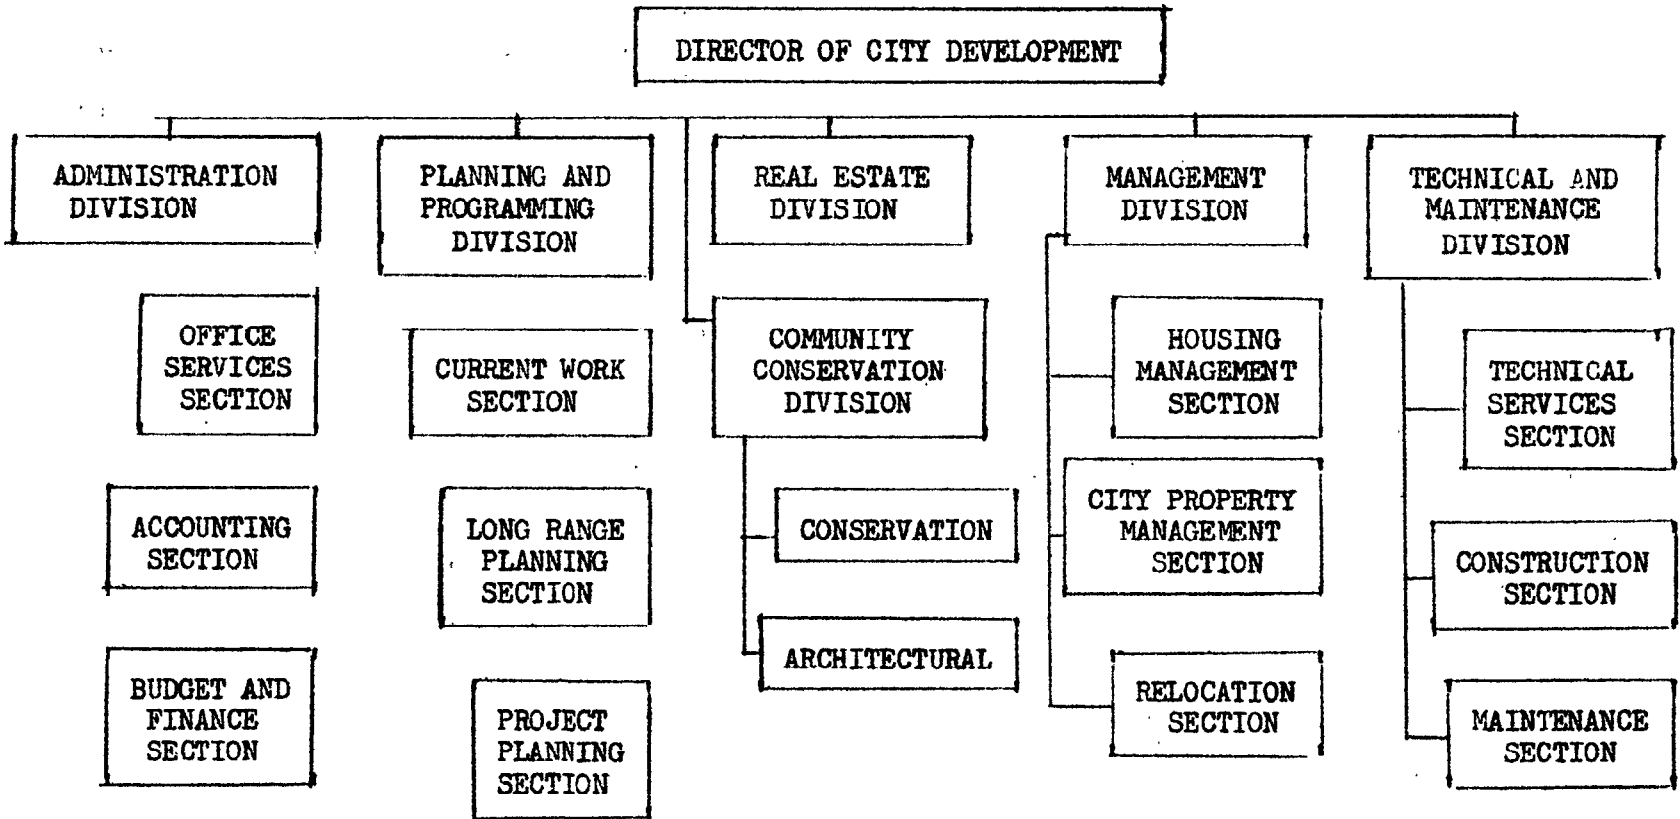 DIRECTOR OF CITY DEVELOPMENT
ADMINISTRATION
DIVISION
OFFICE
SERVICES
SECTION
ACCOUNTING
SECTION
BUDGET AND
FINANCE
SECTION
PLANNING AND
PROGRAMMING
DIVISION
CURRENT WORK
SECTION
LONG RANGE
PLANNING
SECTION
PROJECT
PLANNING
SECTION
REAL ESTATE
DIVISION
COMMUNITY
CONSERVATION
DIVISION
CONSERVATION
ARCHITECTURAL
MANAGEMENT
DIVISION
HOUSING
MANAGEMENT
SECTION
CITY PROPERTY
MANAGEMENT
SECTION
RELOCATION
SECTION
TECHNICAL AND
MAINTENANCE
DIVISION
TECHNICAL
SERVICES
SECTION
CONSTRUCTION
SECTION
MAINTENANCE
SECTION